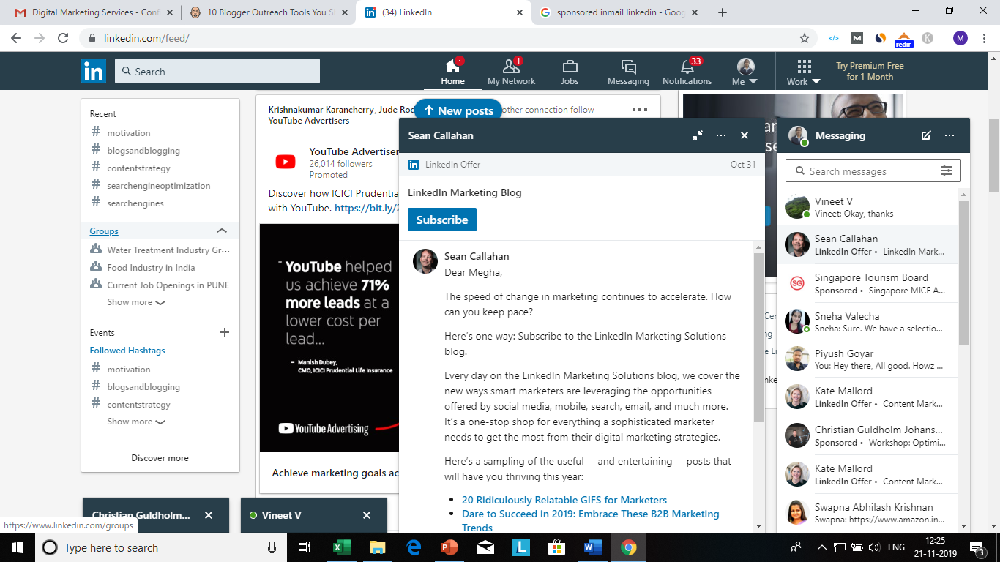 Digital Marketing Services - Conf
10 Blogger Outreach Tools You S
(34) LinkedIn
sponsored inmail linkedin - Goog
linkedin.com/feed/
redir
M
K
in
Search
Home
1
My Network
Jobs
Messaging
33
Notifications
Me
Work
Try Premium Free
for 1 Month
Recent
# motivation
# blogsandblogging
# contentstrategy
# searchengineoptimization
# searchengines
Groups
Water Treatment Industry Gr...
Food Industry in India
Current Job Openings in PUNE
Show more
Events
Followed Hashtags
# motivation
# blogsandblogging
# contentstrategy
Show more
Discover more
Krishnakumar Karancherry, Jude Rod
other connection follow
YouTube Advertisers
New posts
YouTube Advertiser
26,014 followers
Promoted
Discover how ICICI Prudentia
with YouTube. https://bit.ly/2
“ YouTube helped
us achieve 71%
more leads at a
lower cost per
lead...
– Manish Dubey,
CMO, ICICI Prudential Life Insurance
YouTube Advertising
Achieve marketing goals ac
Sean Callahan
LinkedIn Offer
Oct 31
LinkedIn Marketing Blog
Subscribe
Sean Callahan
Dear Megha,
The speed of change in marketing continues to accelerate. How
can you keep pace?
Here’s one way: Subscribe to the LinkedIn Marketing Solutions
blog.
Every day on the LinkedIn Marketing Solutions blog, we cover the
new ways smart marketers are leveraging the opportunities
offered by social media, mobile, search, email, and much more.
It’s a one-stop shop for everything a sophisticated marketer
needs to get the most from their digital marketing strategies.
Here’s a sampling of the useful -- and entertaining -- posts that
will have you thriving this year:
• 20 Ridiculously Relatable GIFS for Marketers
• Dare to Succeed in 2019: Embrace These B2B Marketing
Trends
Messaging
Search messages
Vineet V
Vineet: Okay, thanks
Sean Callahan
LinkedIn Offer • LinkedIn Mark...
SG
Singapore Tourism Board
Sponsored • Singapore MICE A...
Sneha Valecha
Sneha: Sure. We have a selectio...
Piyush Goyar
You: Hey there, All good. Howz ...
Kate Mallord
LinkedIn Offer • Content Mark...
Christian Guldholm Johans...
Sponsored • Workshop: Optimi...
Kate Mallord
LinkedIn Offer • Content Mark...
Swapna Abhilash Krishnan
Swapna: https://www.amazon.in...
Christian Guldholm...
Vineet V
https://www.linkedin.com/groups
Type here to search
ENG
12:25
21-11-2019
3